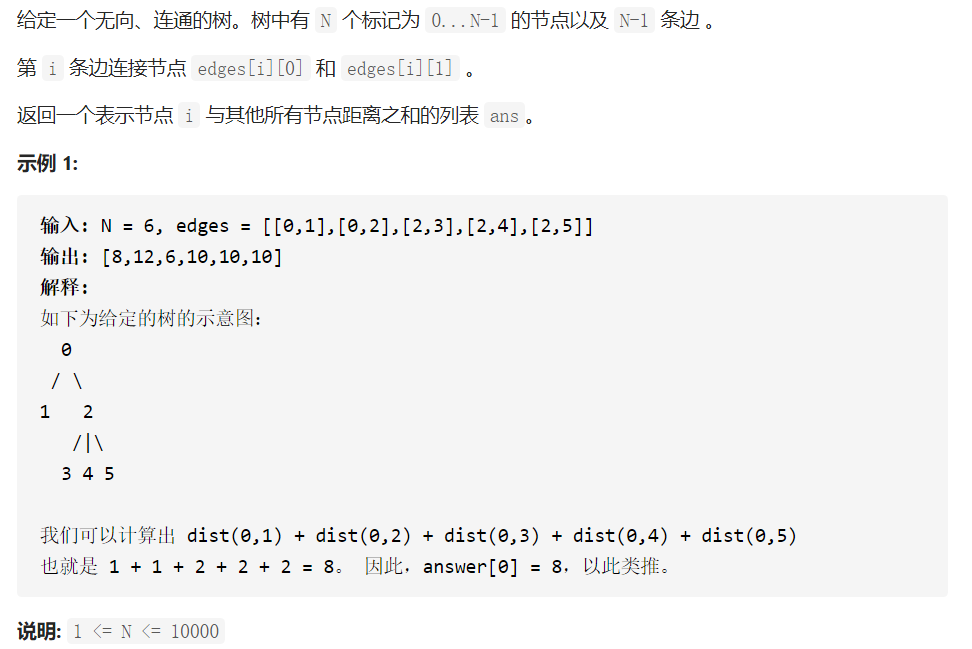 给定一个无向、连通的树。树中有 N 个标记为 0...N-1 的节点以及 N-1 条边 。
第 i 条边连接节点 edges[i][0] 和 edges[i][1] 。
返回一个表示节点 i 与其他所有节点距离之和的列表 ans 。
示例 1:
输入: N = 6, edges = [[0,1],[0,2],[2,3],[2,4],[2,5]]
输出: [8,12,6,10,10,10]
解释:
如下为给定的树的示意图:
0
/ \
1 2
/|\
3 4 5
我们可以计算出 dist(0,1) + dist(0,2) + dist(0,3) + dist(0,4) + dist(0,5)
也就是 1 + 1 + 2 + 2 + 2 = 8。 因此，answer[0] = 8，以此类推。
说明: 1 <= N <= 10000